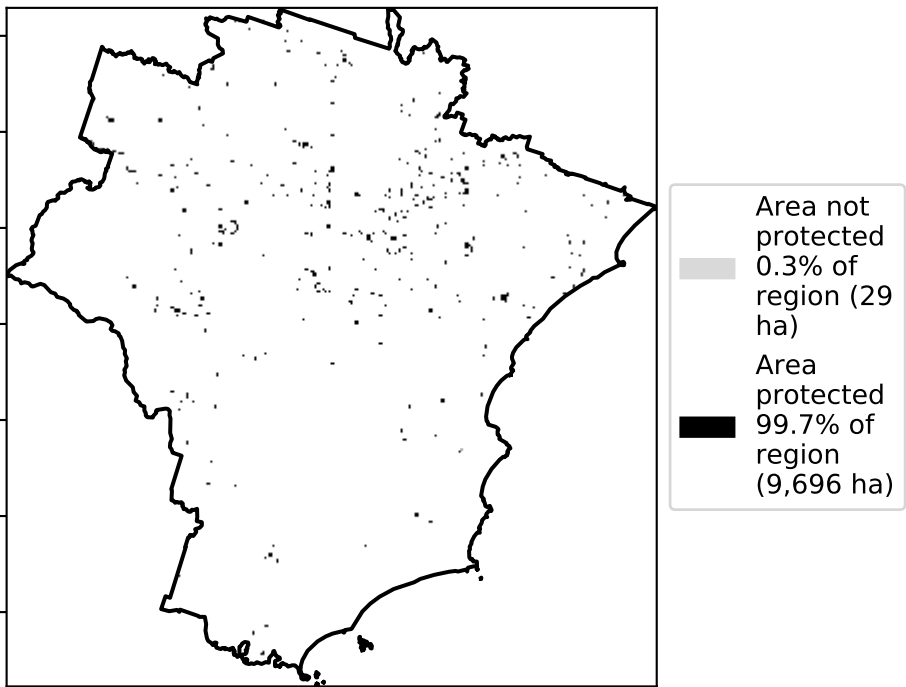 Area not
protected
0.3% of
region (29
ha)
Area
protected
99.7% of
region
(9,696 ha)